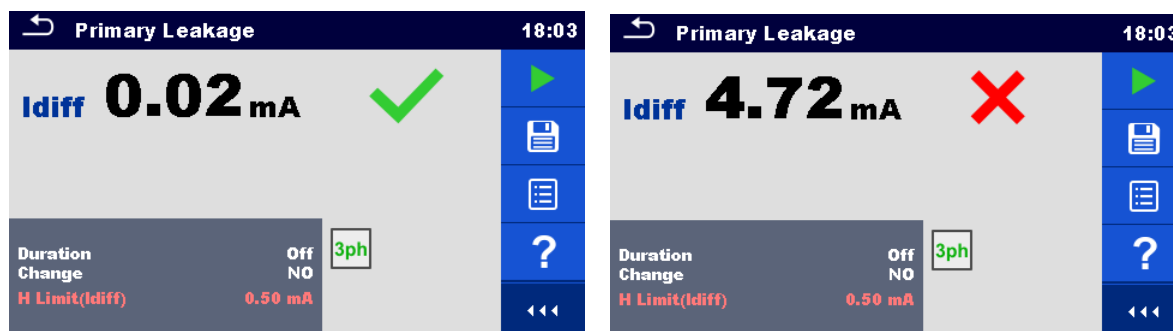 Primary Leakage 18:03
Idiff 0.02 mA
3ph
Duration Off
Change NO
H Limit(Idiff) 0.50 mA
?
Primary Leakage 18:03
Idiff 4.72 mA
3ph
Duration Off
Change NO
H Limit(Idiff) 0.50 mA
?